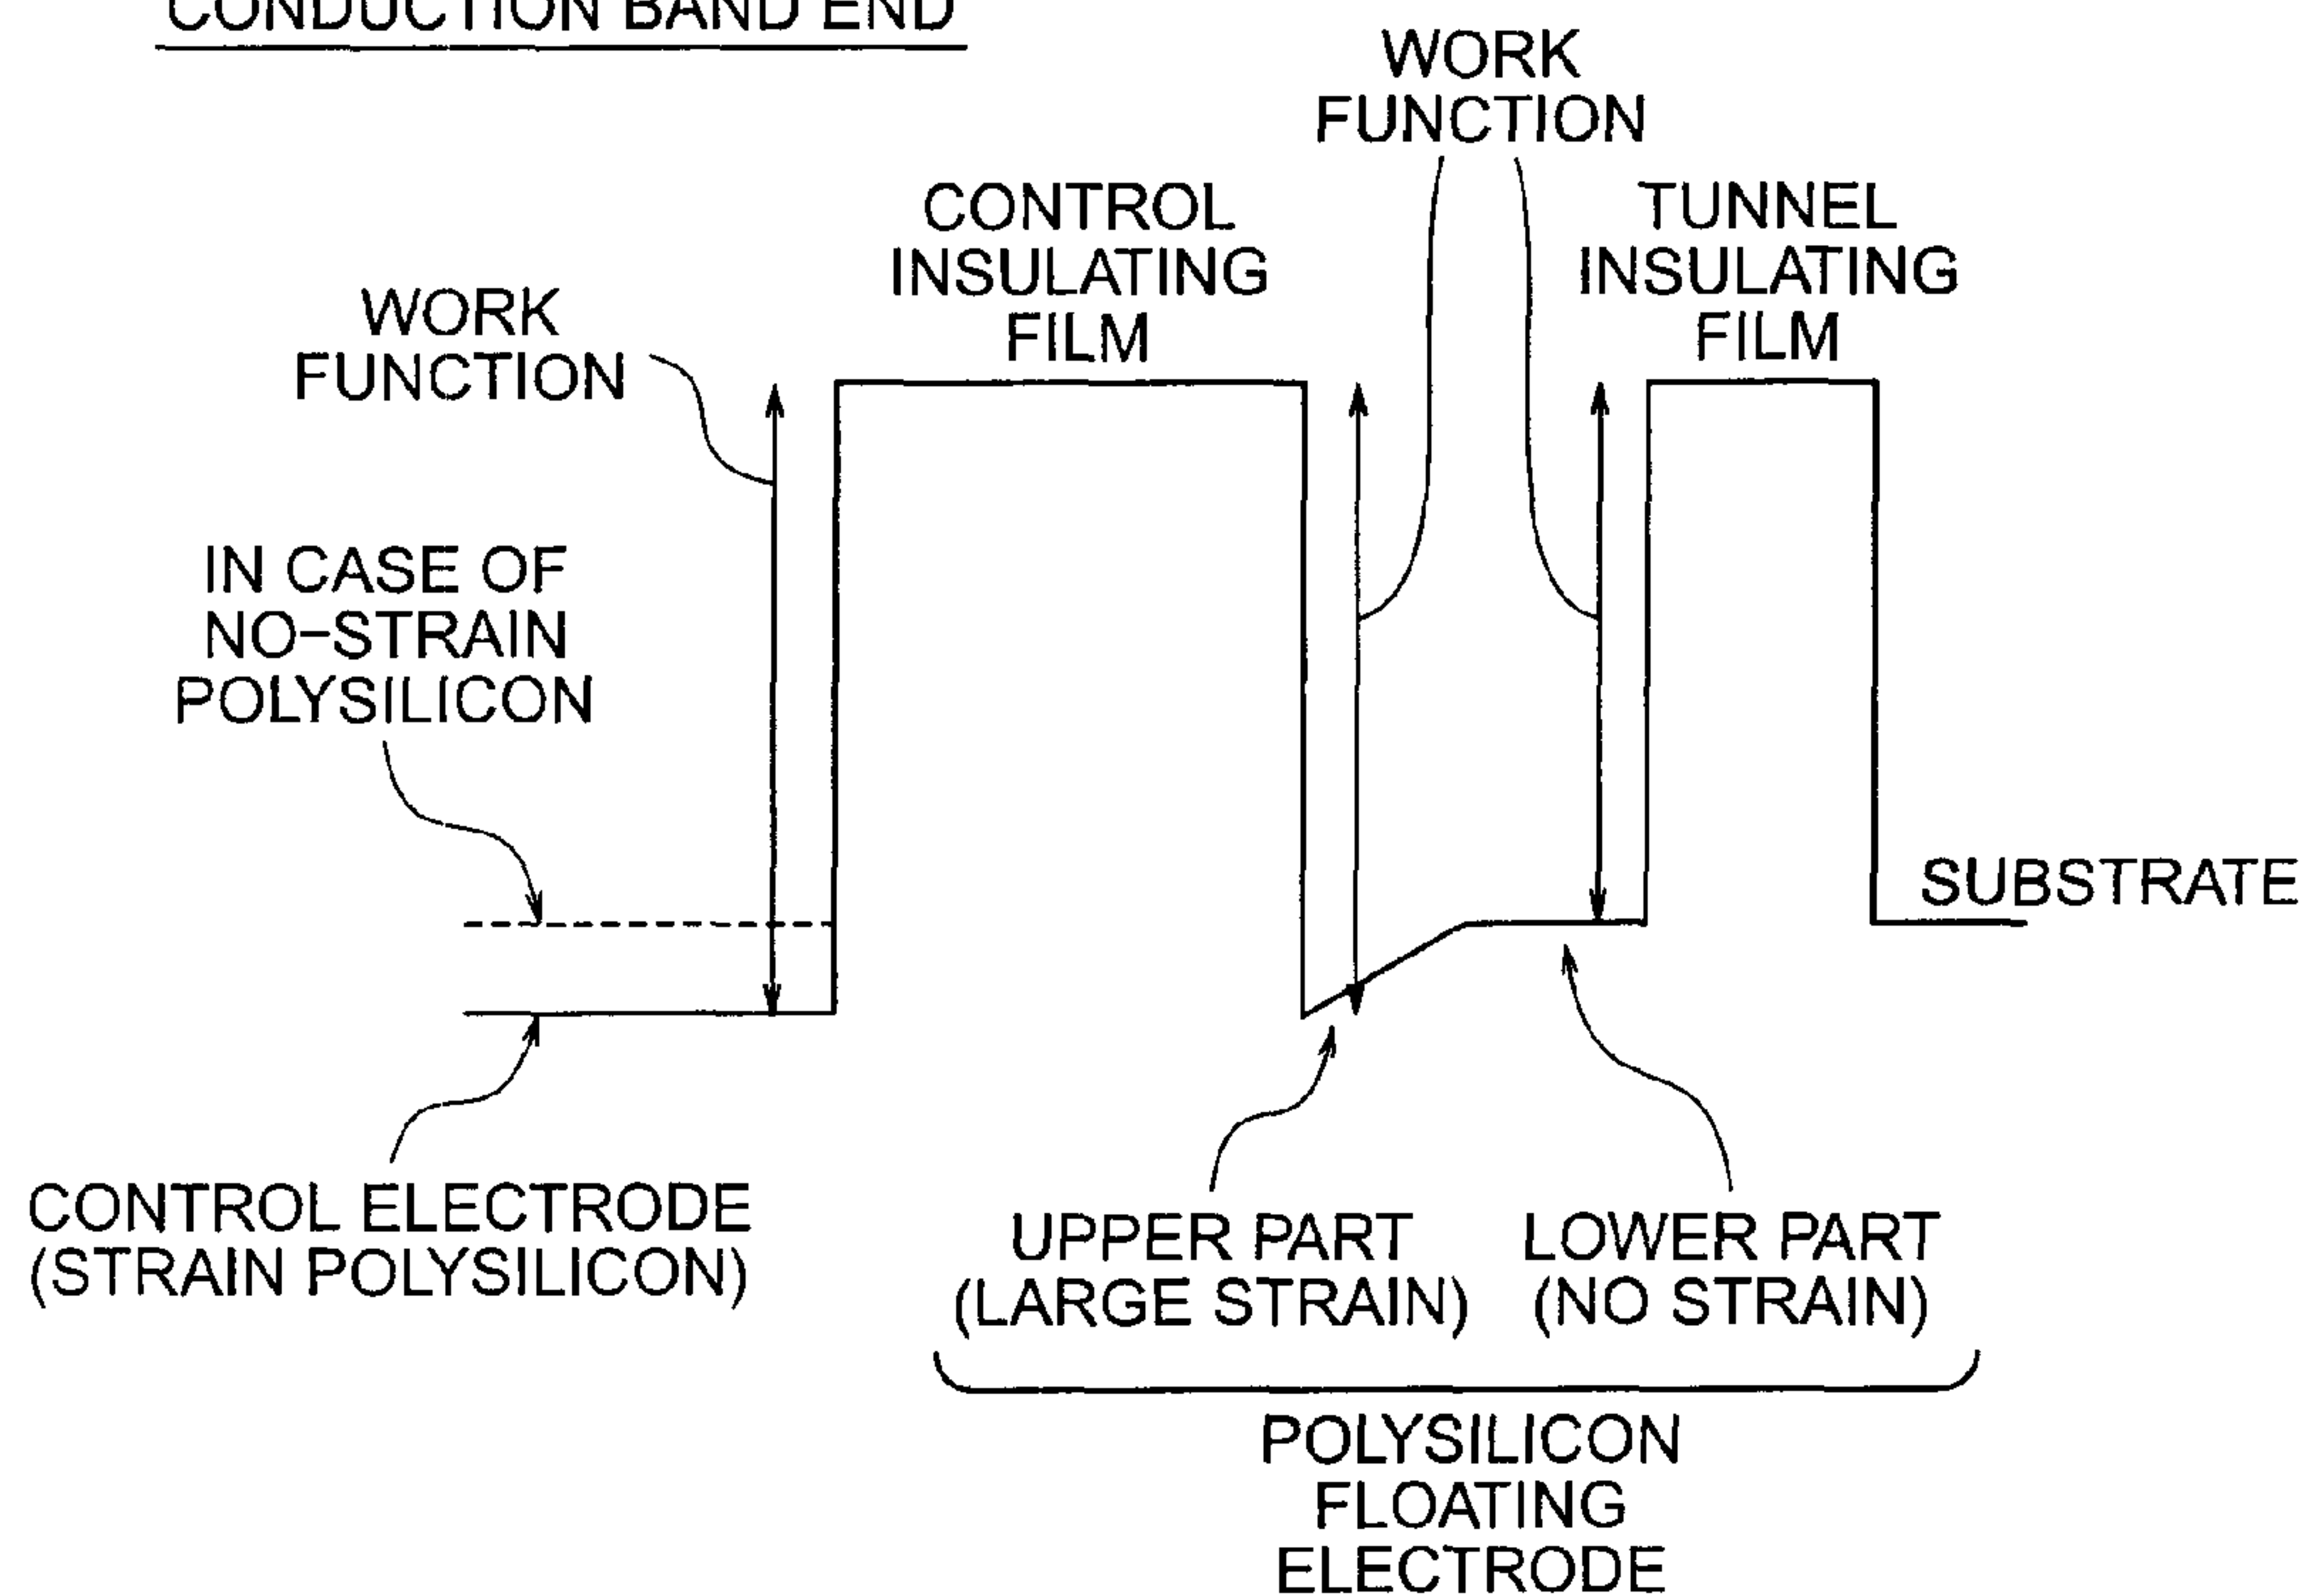 CONDUCTION BAND END
WORK
FUNCTION
CONTROL
INSULATING
FILM
TUNNEL
INSULATING
FILM
WORK
FUNCTION
IN CASE OF
NO-STRAIN
POLYSILICON
SUBSTRATE
CONTROL ELECTRODE
(STRAIN POLYSILICON)
UPPER PART
(LARGE STRAIN)
LOWER PART
(NO STRAIN)
POLYSILICON
FLOATING
ELECTRODE